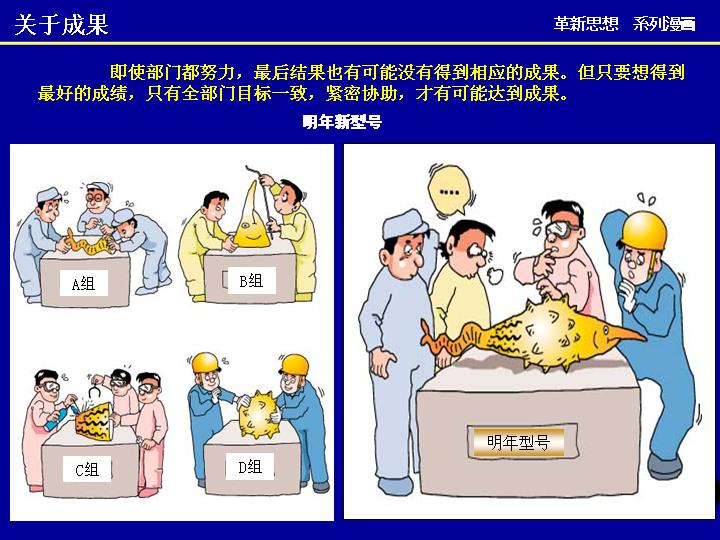 关于成果
革新思想 系列漫画
即使部门都努力，最后结果也有可能没有得到相应的成果。但只要想得到
最好的成绩，只有全部门目标一致，紧密协助，才有可能达到成果。
明年新型号
A组
B组
C组
D组
....
明年型号